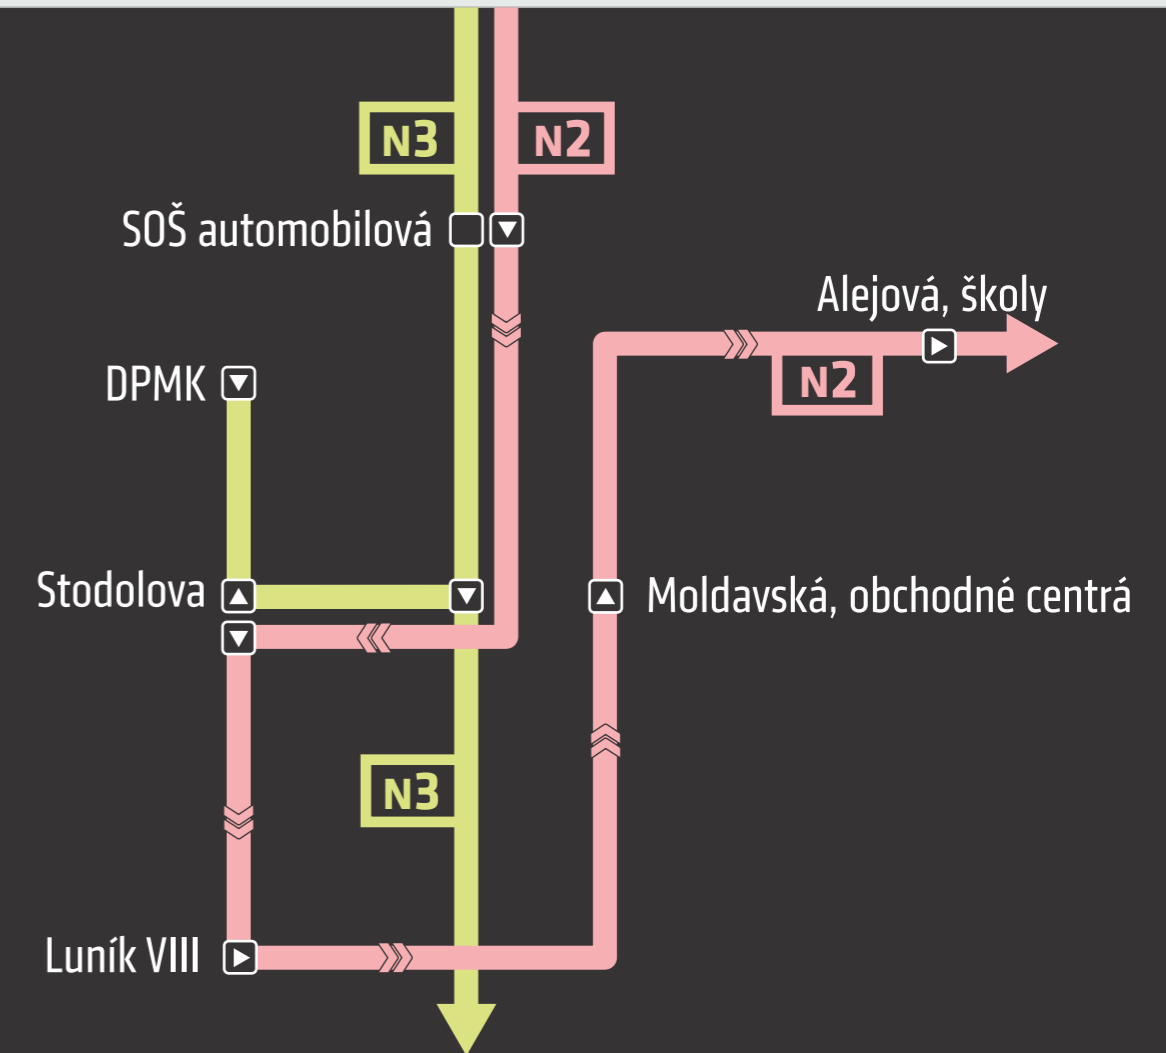 N3
N2
SOŠ automobilová
Alejová, školy
N2
DPMK
Stodolova
Moldavská, obchodné centrá
N3
Luník VIII